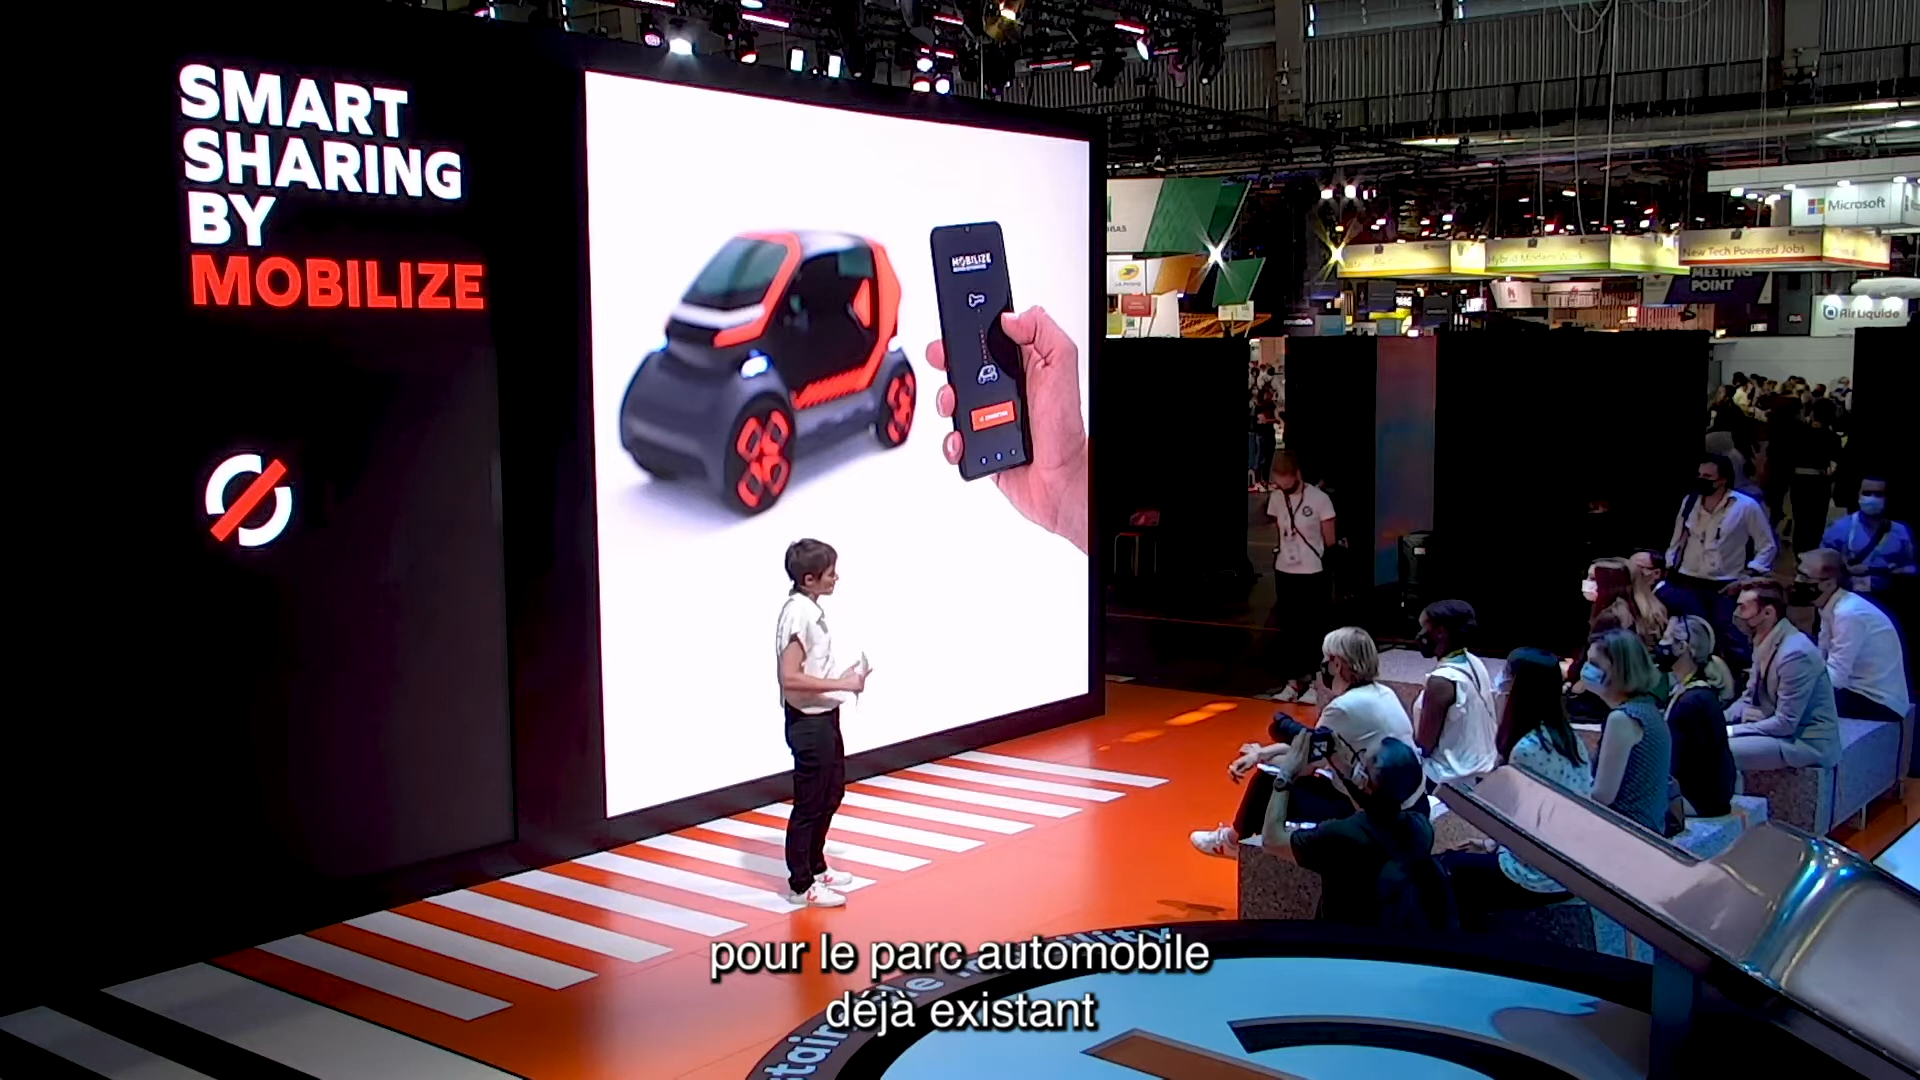 SMART
SHARING
BY
MOBILIZE
MOBILIZE
Microsoft
New Tech Powered Jobs
MEETING
POINT
Air Liquide
pour le parc automobile
déjà existant